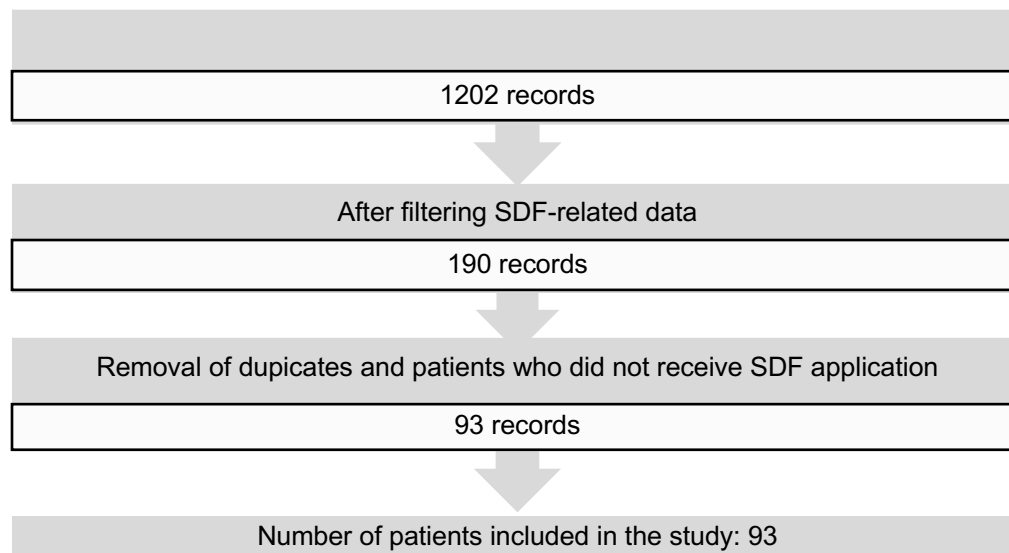 1202 records
After filtering SDF-related data
190 records
Removal of dupicates and patients who did not receive SDF application
93 records
Number of patients included in the study: 93